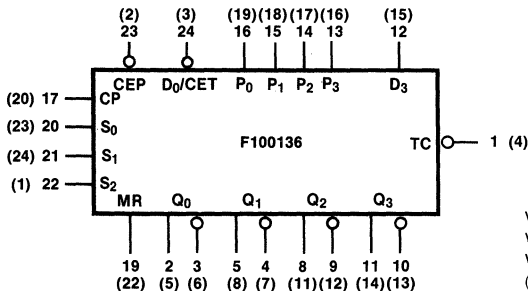 (2) (3) (19) (18) (17) (16) (15)
23 24 16 15 14 13 12
CEP D0/CET P0 P1 P2 P3 D3
(20) 17 CP
(23) 20 S0
F100136
TC 1 (4)
(24) 21 S1
(1) 22 S2
MR Q0 Q1 Q2 Q3
19 2 3 5 4 8 9 11 10
(22) (5) (6) (8) (7) (11) (12) (14) (13)